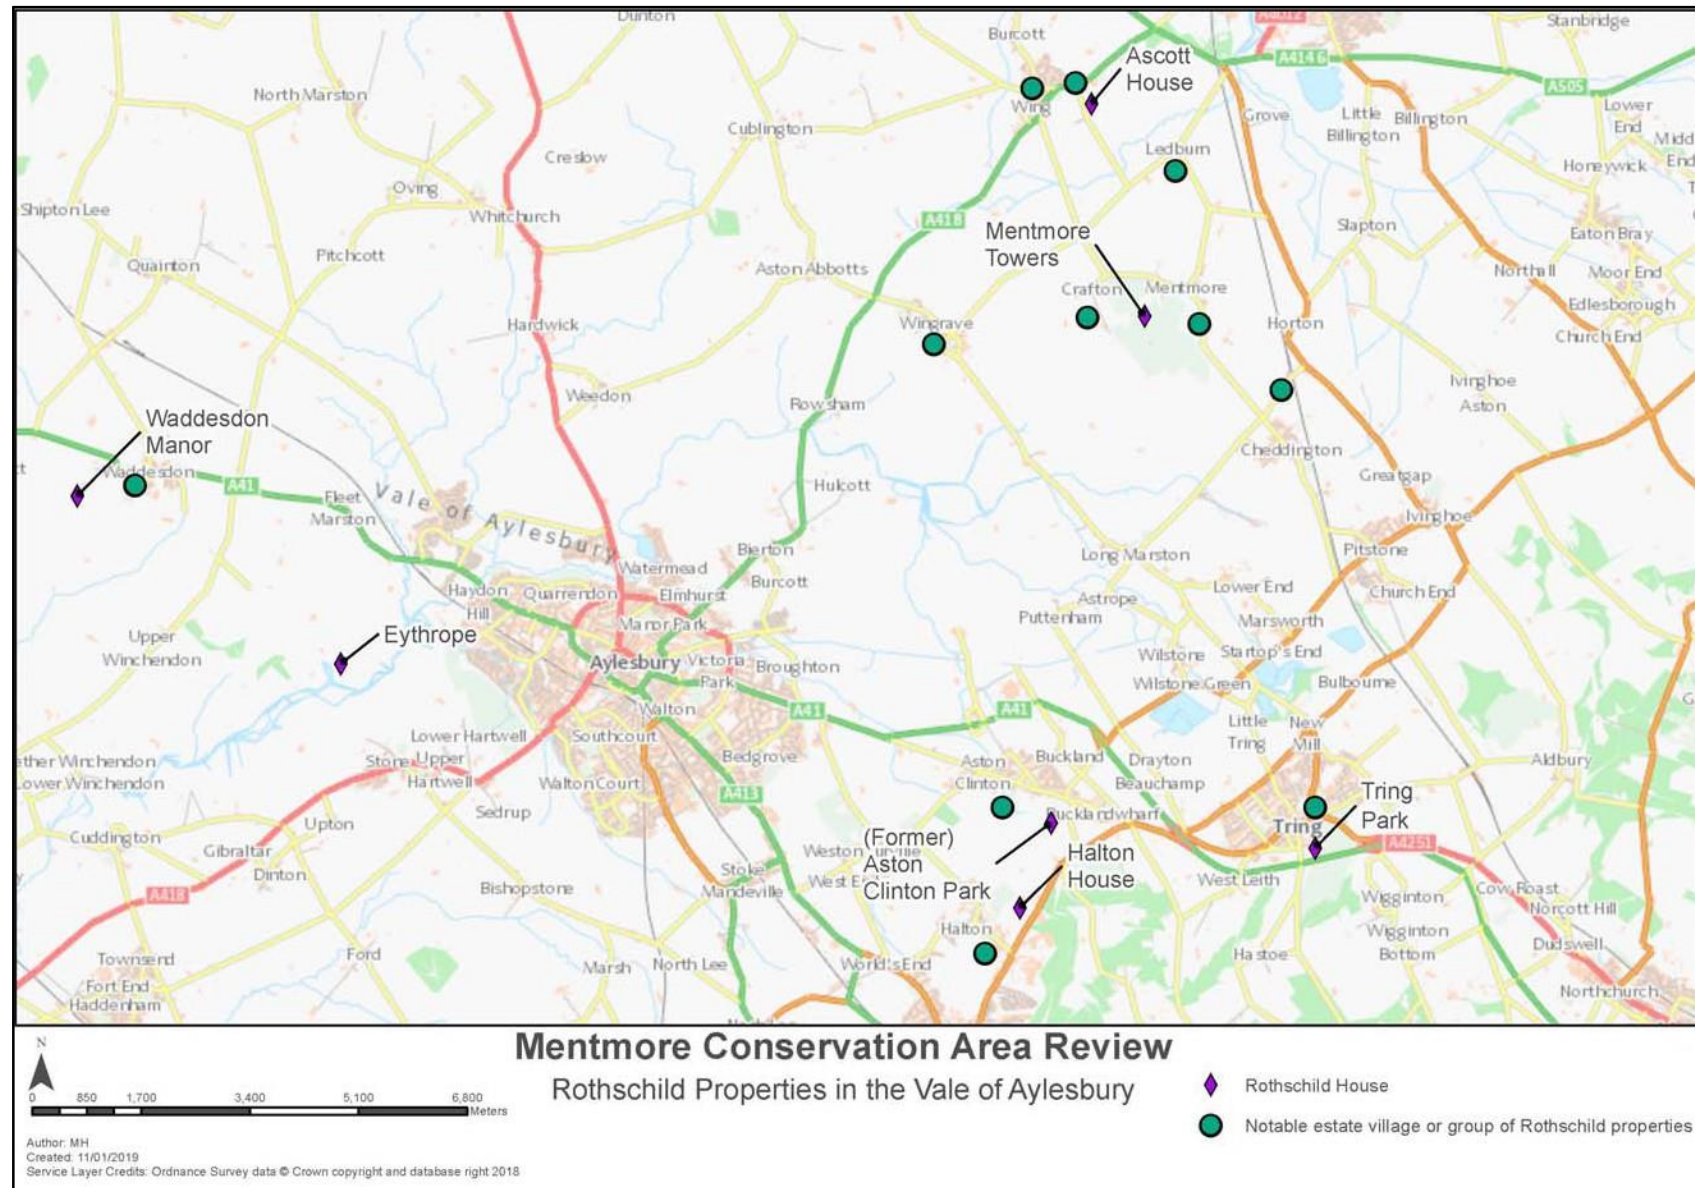 Dunton
Burcott
A4012
Stanbridge
Ascott
House
A4146
A505
North Marston
Wing
Grove
Little
Billington
Billington
Lower
End
Cublington
Creslow
Ledburn
Honeywick
Oving
Shipton Lee
Whitchurch
A418
Slapton
Eaton Bray
Mentmore
Towers
Pitchcott
Quainton
Aston Abbotts
Northall
Moor End
Crafton
Mentmore
Edlesborough
Hardwick
Wingrave
Horton
Church End
Weedon
Rowsham
Ivinghoe
Aston
Waddesdon
Manor
Cheddington
Waddesdon
A41
Greatgap
Hulcott
Fleet
Marston
Vale of Aylesbury
Ivinghoe
Bierton
Long Marston
Pitstone
Watermead
Burcott
Haydon
Hill
Quarrendon
Elmhurst
Lower End
Church End
Astrope
Manor Park
Puttenham
Marsworth
Eythrope
Upper
Winchendon
Aylesbury
Victoria
Park
Broughton
Wilstone
Startop's End
Wilstone Green
Bulbourne
Walton
A41
A41
Little
Tring
New
Mill
Lower Hartwell
Southcourt
Bedgrove
Aston
Clinton
Buckland
Drayton
Beauchamp
Aldbury
ether Winchendon
Lower Winchendon
Stone
Upper
Hartwell
Walton Court
A413
Sedrup
Tring
Park
Bucklandwharf
Cuddington
Upton
Tring
(Former)
Aston
Clinton Park
Halton
House
A4251
Gibraltar
Dinton
Weston
Stoke
Mandeville
West
West Leith
Bishopstone
A418
Wigginton
Cow Roast
Norcott Hill
Halton
Wigginton
Bottom
Townsend
Ford
Marsh
North Lee
World's End
Hastoe
Dudswell
Fort End
Haddenham
Northchurch
Mentmore Conservation Area Review
Rothschild Properties in the Vale of Aylesbury
N
0 850 1,700 3,400 5,100 6,800
Meters
Rothschild House
Notable estate village or group of Rothschild properties
Author: MH
Created: 11/01/2019
Service Layer Credits: Ordnance Survey data © Crown copyright and database right 2018